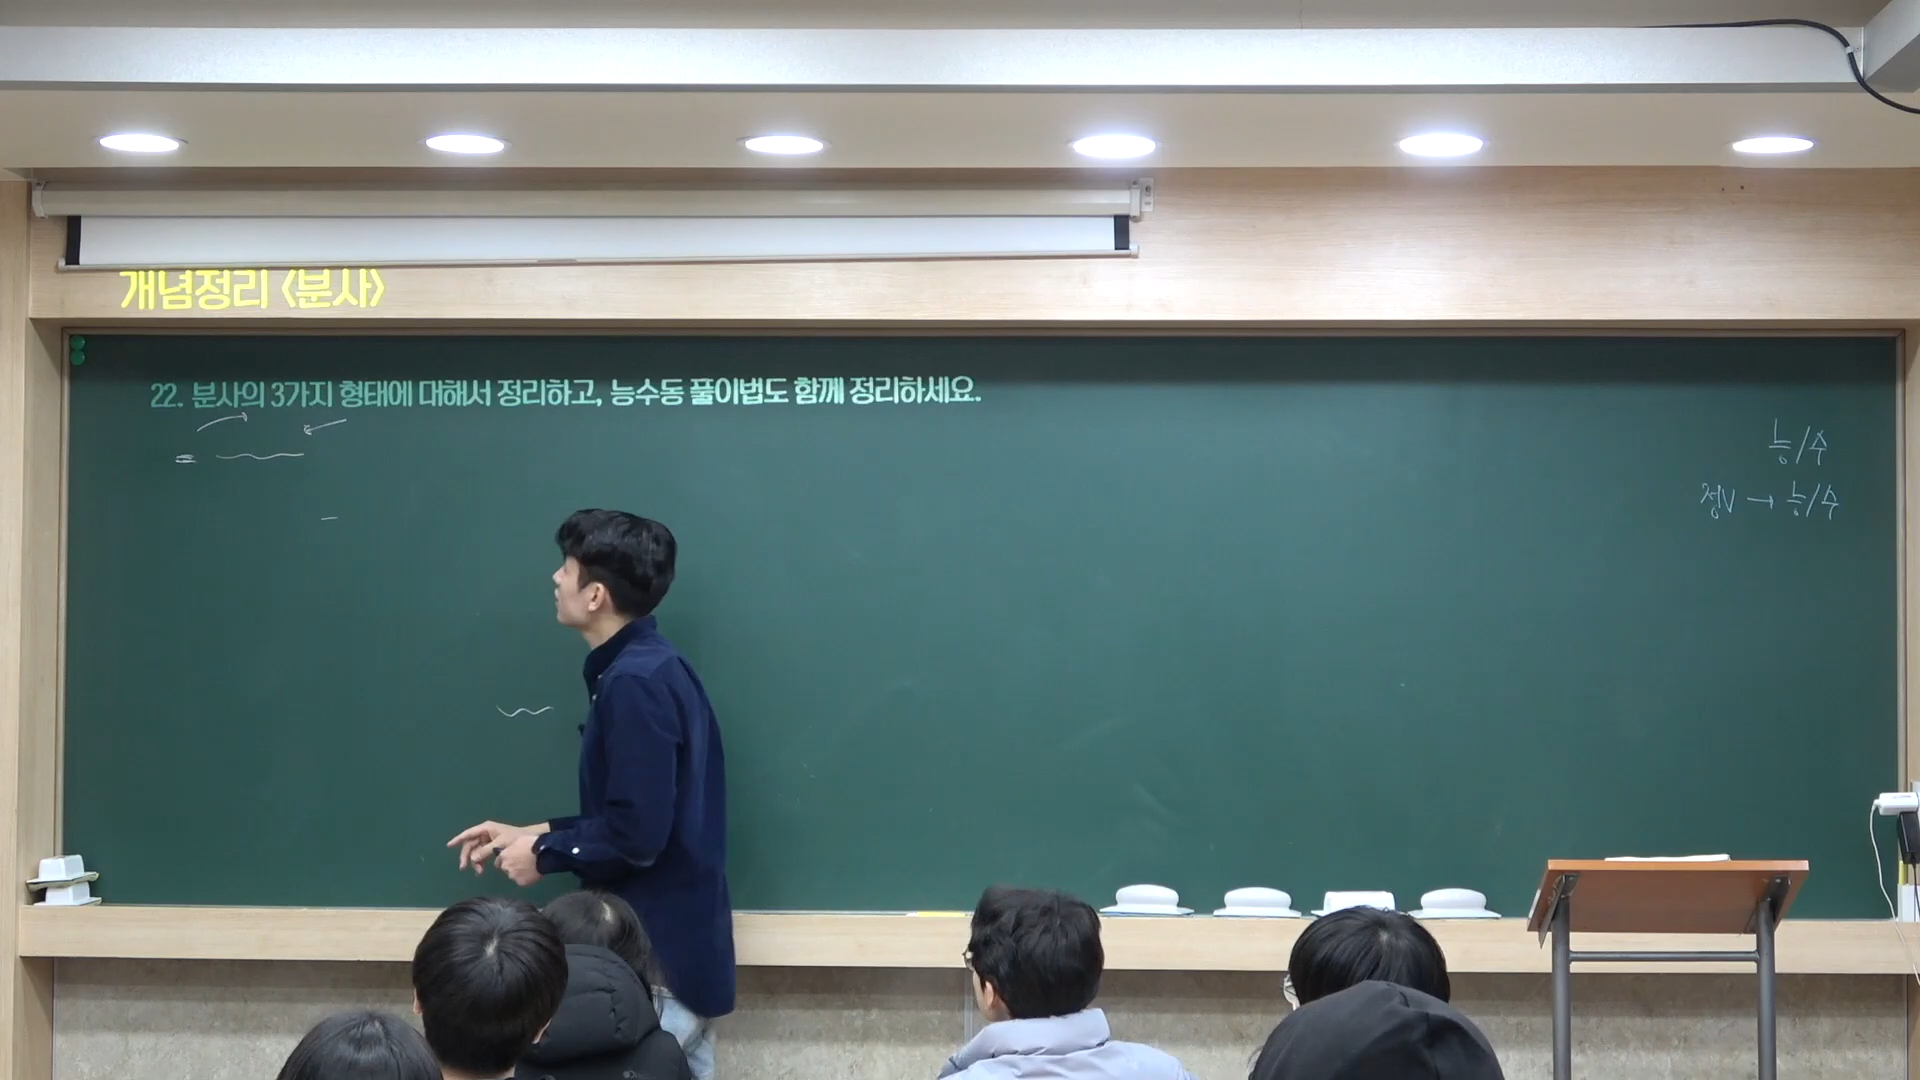 개념정리 <분사>
22. 분사의 3가지 형태에 대해서 정리하고, 능수동 풀이법도 함께 정리하세요.
능/수
정V → 능/수